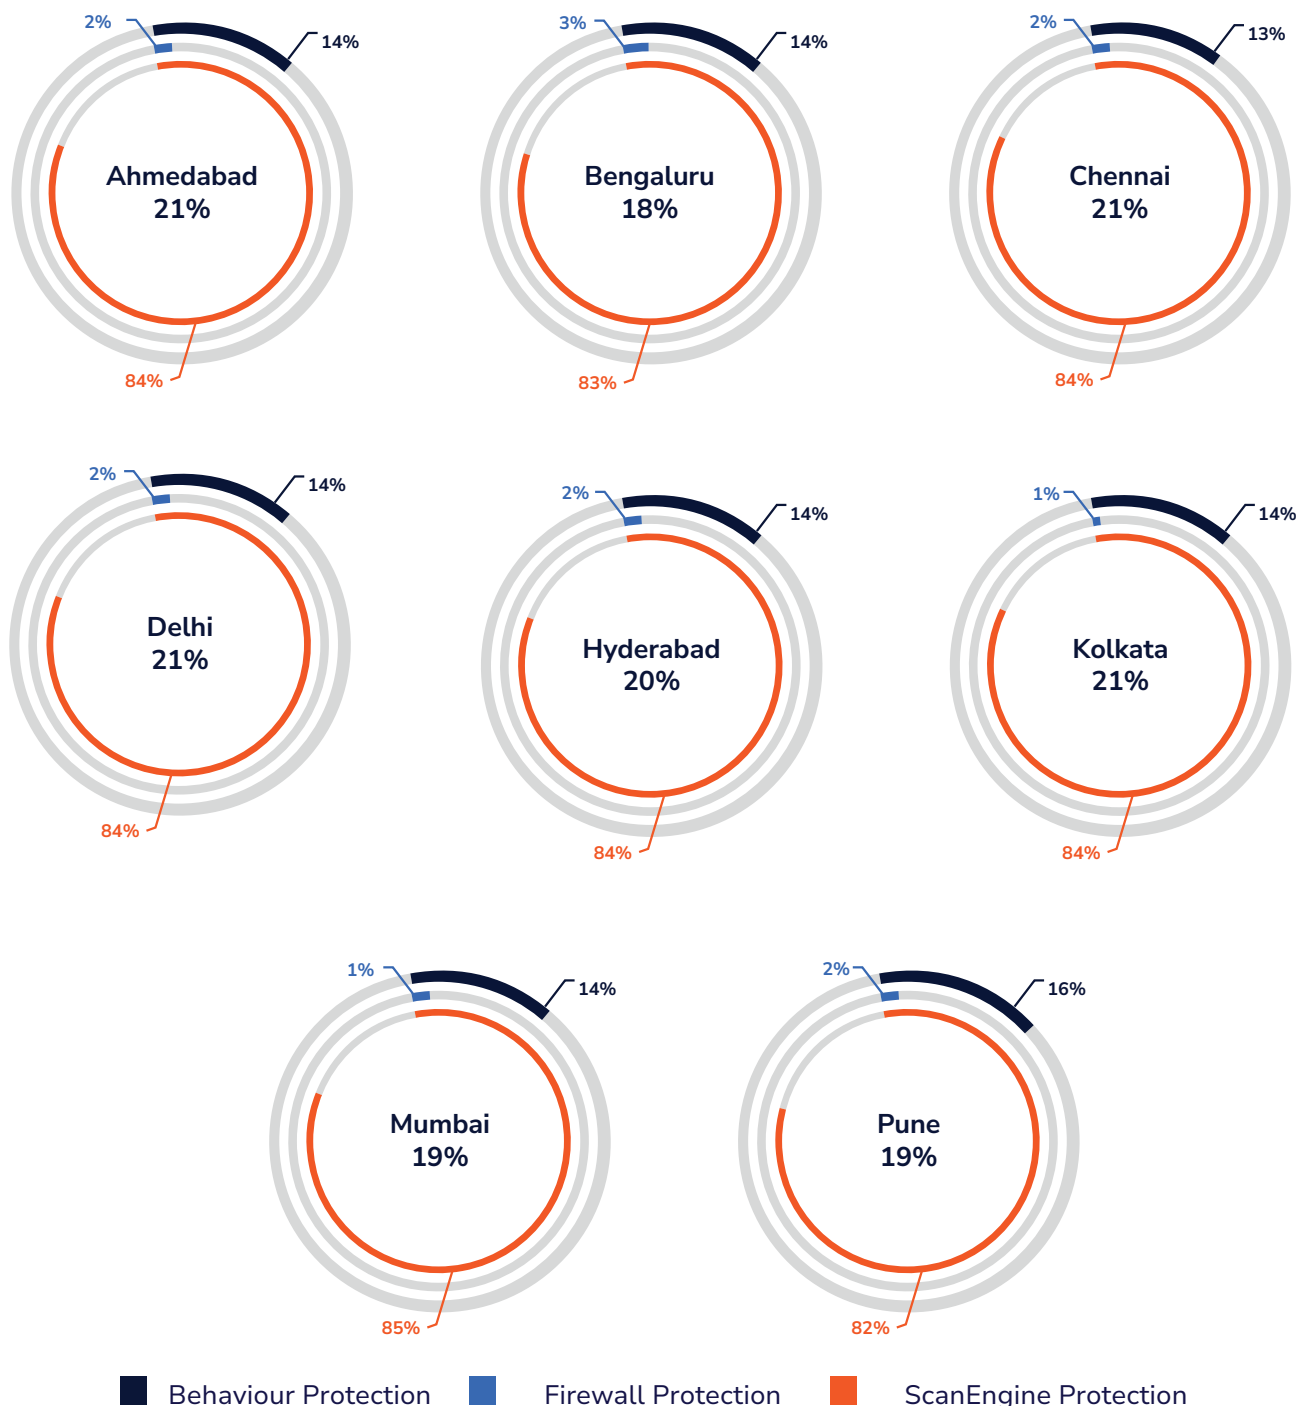 2%
14%
Ahmedabad
21%
84%
3%
14%
Bengaluru
18%
83%
2%
13%
Chennai
21%
84%
2%
14%
Delhi
21%
84%
2%
14%
Hyderabad
20%
84%
1%
14%
Kolkata
21%
84%
1%
14%
Mumbai
19%
85%
2%
16%
Pune
19%
82%
Behaviour Protection
Firewall Protection
ScanEngine Protection